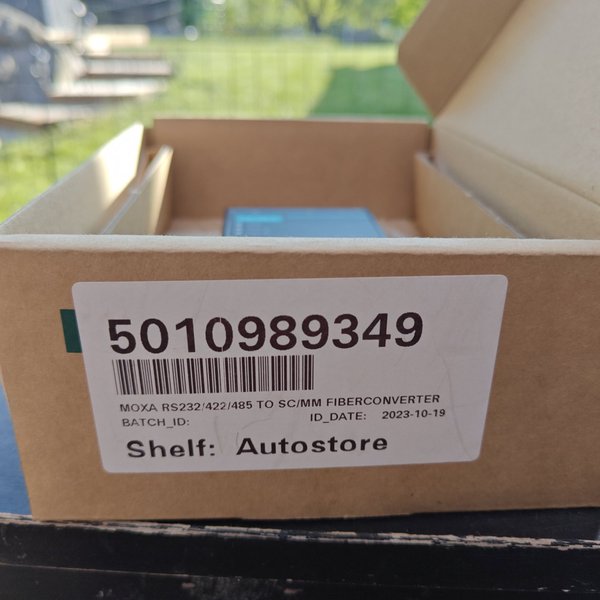 5010989349
MOXA RS232/422/485 TO SC/MM FIBERCONVERTER
BATCH_ID: ID_DATE: 2023-10-19
Shelf: Autostore